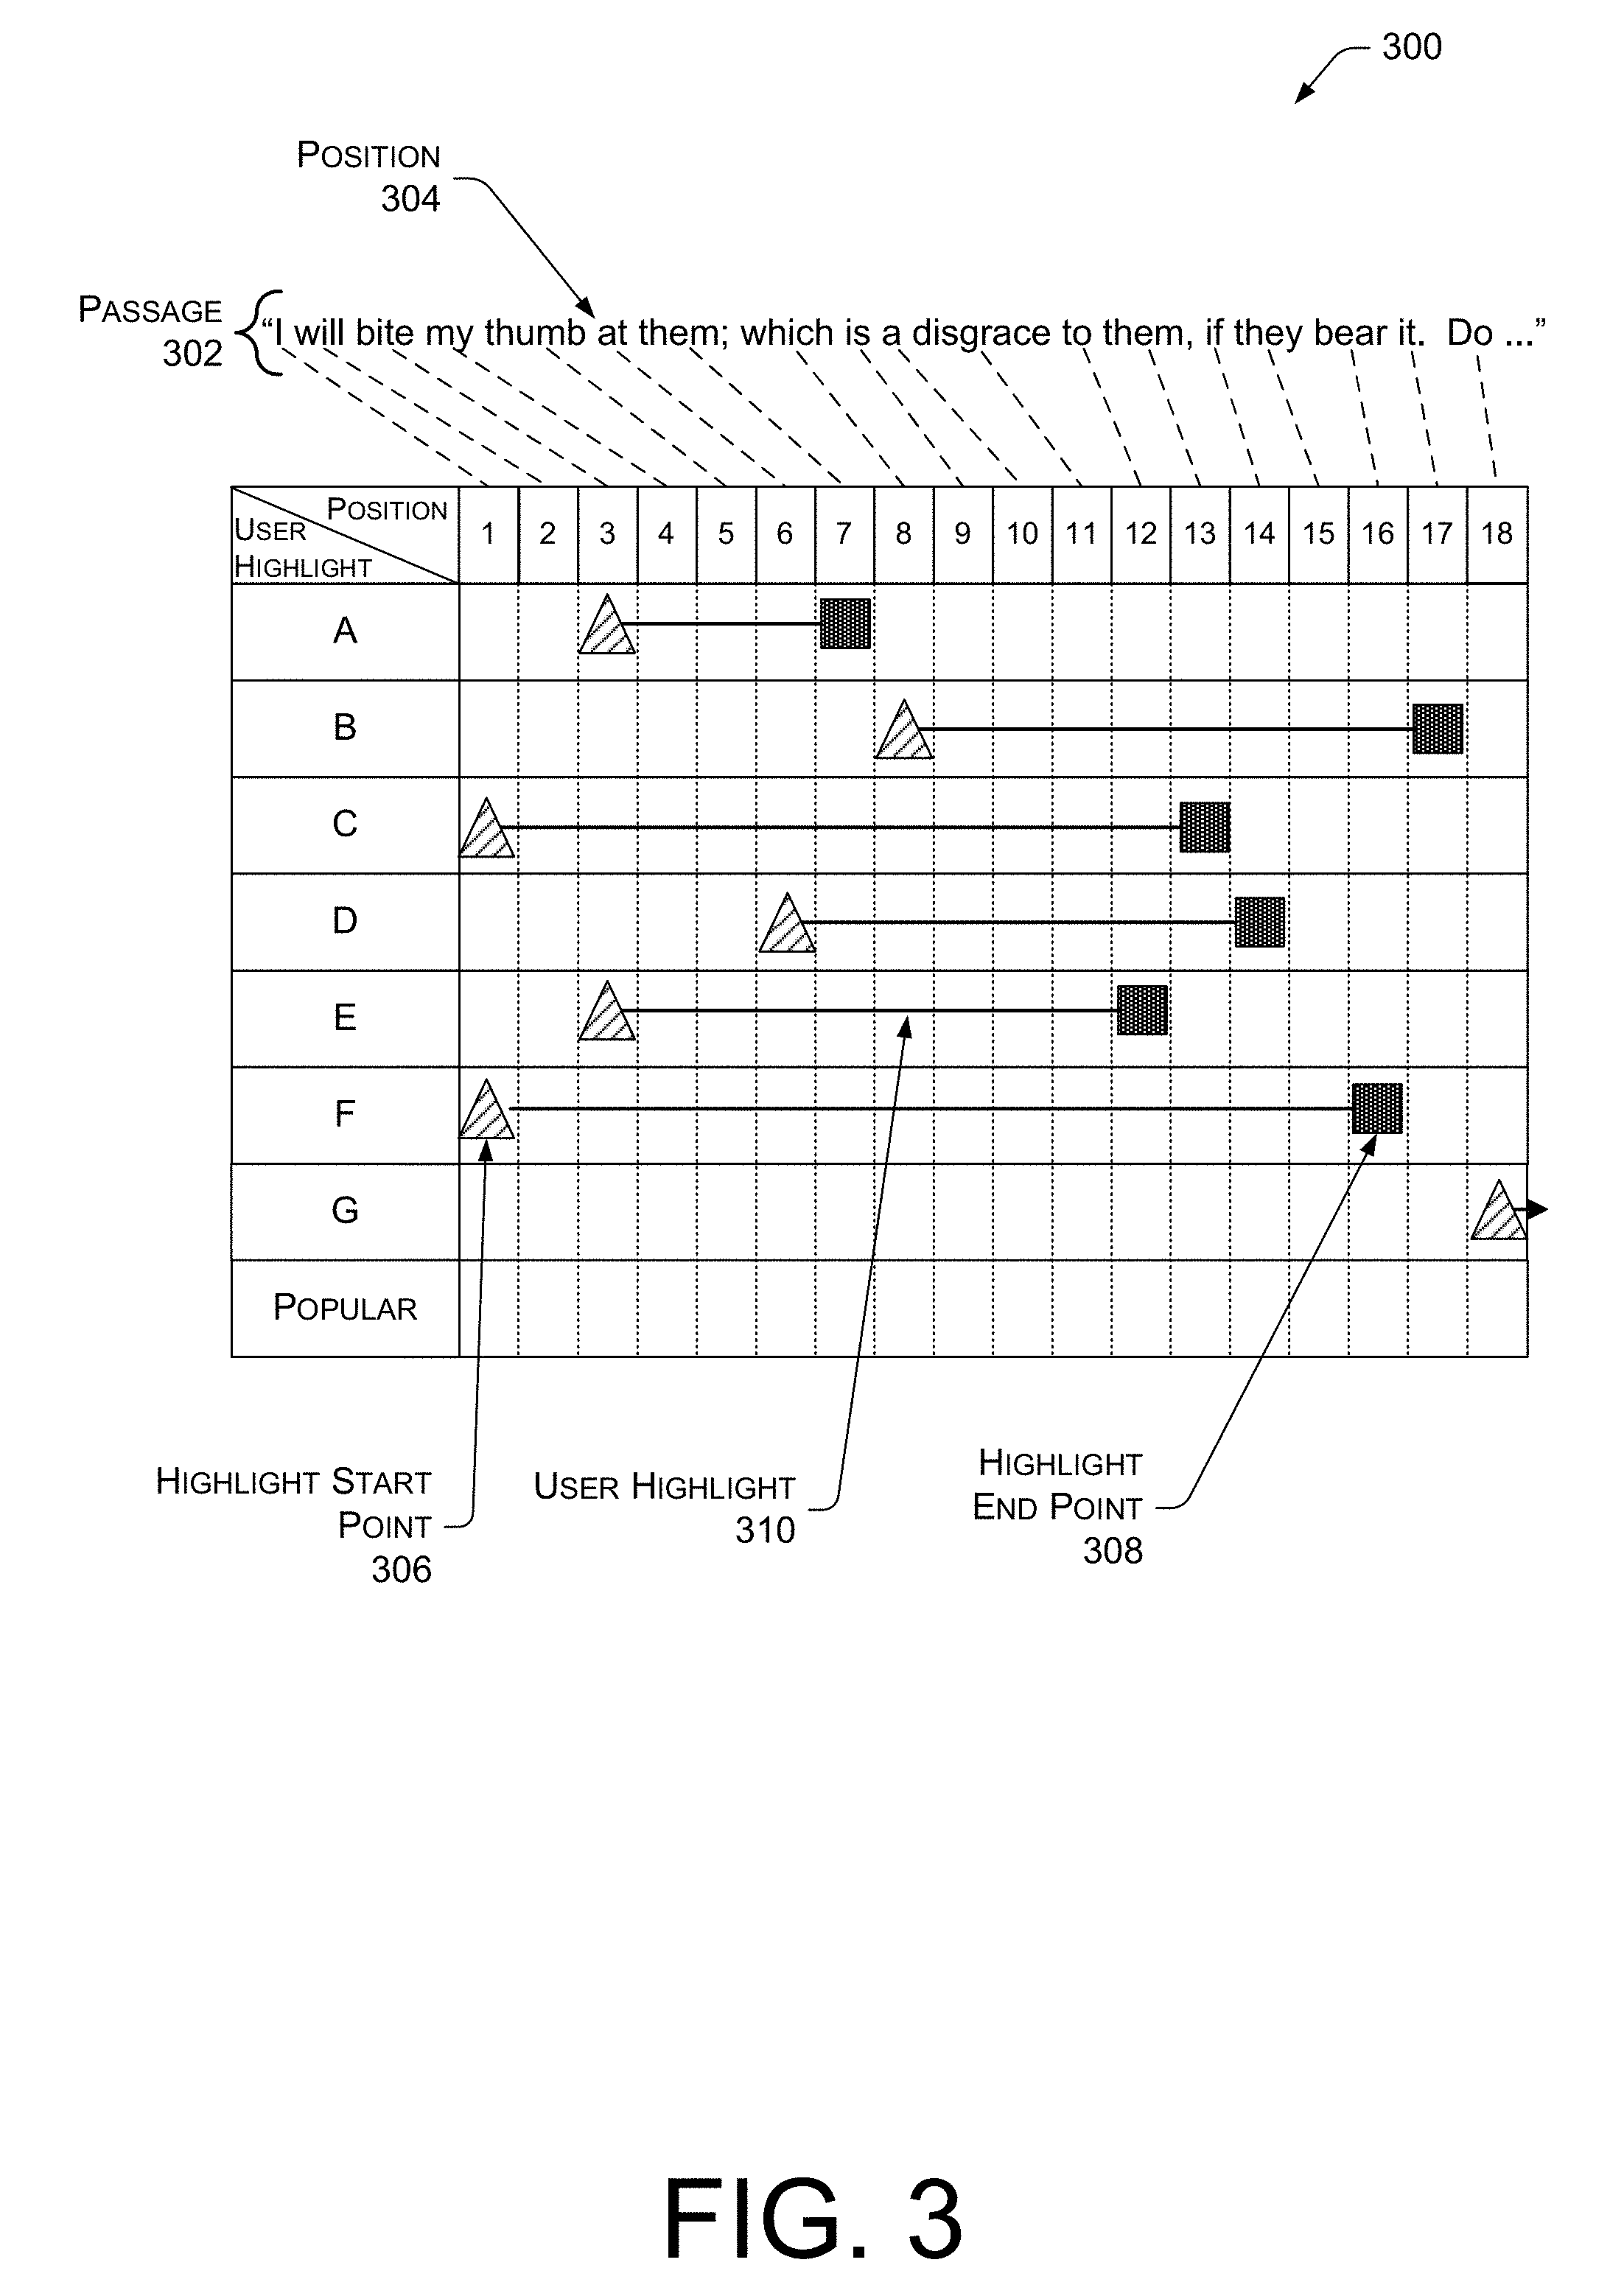 300
POSITION
304
PASSAGE
302
“I will bite my thumb at them; which is a disgrace to them, if they bear it. Do ...”
POSITION
USER
HIGHLIGHT
1 2 3 4 5 6 7 8 9 10 11 12 13 14 15 16 17 18
A
B
C
D
E
F
G
POPULAR
HIGHLIGHT START
POINT
306
USER HIGHLIGHT
310
HIGHLIGHT
END POINT
308
FIG. 3